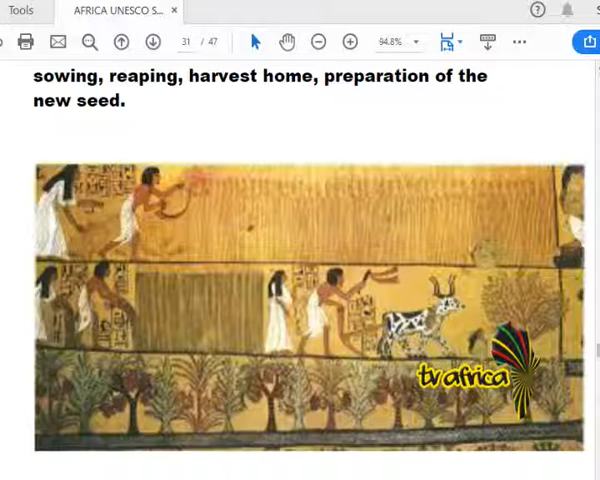 Tools
AFRICA UNESCO S... ×
31 / 47
94.8%
sowing, reaping, harvest home, preparation of the
new seed.
tv africa